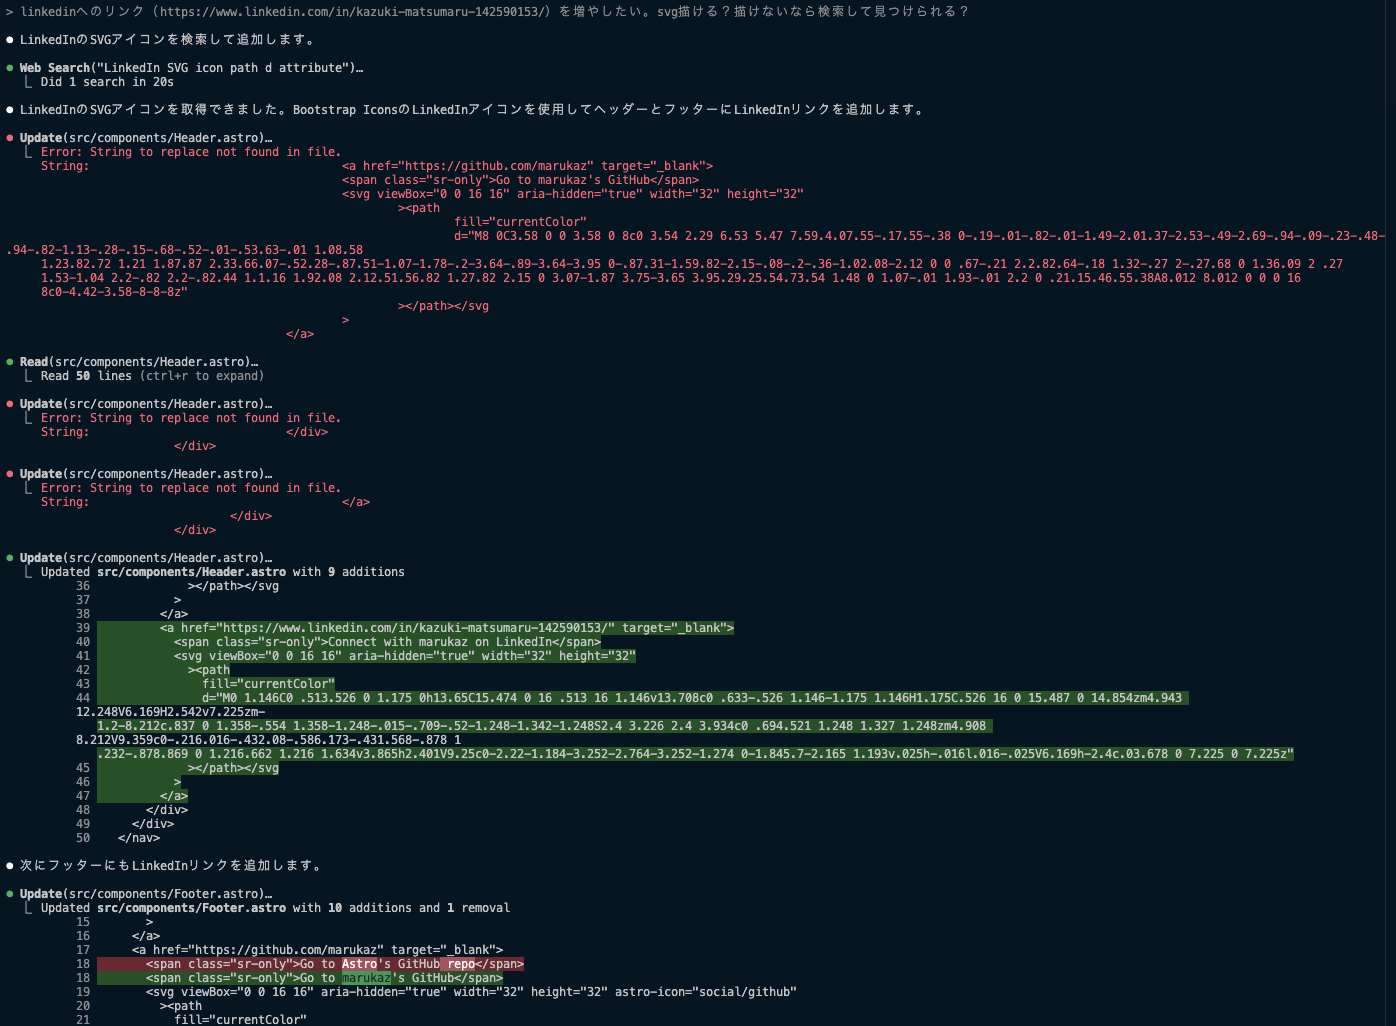 > linkedinへのリンク（https://www.linkedin.com/in/kazuki-matsumaru-142590153/）を増やしたい。svg描ける？描けないなら検索して見つけられる？
● LinkedInのSVGアイコンを検索して追加します。
● Web Search("LinkedIn SVG icon path d attribute")…
⎿ Did 1 search in 20s
● LinkedInのSVGアイコンを取得できました。Bootstrap IconsのLinkedInアイコンを使用してヘッダーとフッターにLinkedInリンクを追加します。
● Update(src/components/Header.astro)…
⎿ Error: String to replace not found in file.
String: <a href="https://github.com/marukaz" target="_blank">
<span class="sr-only">Go to marukaz's GitHub</span>
<svg viewBox="0 0 16 16" aria-hidden="true" width="32" height="32"
><path
fill="currentColor"
d="M8 0C3.58 0 0 3.58 0 8c0 3.54 2.29 6.53 5.47 7.59.4.07.55-.17.55-.38 0-.19-.01-.82-.01-1.49-2.01.37-2.53-.49-2.69-.94-.09-.23-.48-
.94-.82-1.13-.28-.15-.68-.52-.01-.53.63-.01 1.08.58
1.23.82.72 1.21 1.87.87 2.33.66.07-.52.28-.87.51-1.07-1.78-.2-3.64-.89-3.64-3.95 0-.87.31-1.59.82-2.15-.08-.2-.36-1.02.08-2.12 0 0 .67-.21 2.2.82.64-.18 1.32-.27 2-.27.68 0 1.36.09 2 .27
1.53-1.04 2.2-.82 2.2-.82.44 1.1.16 1.92.08 2.12.51.56.82 1.27.82 2.15 0 3.07-1.87 3.75-3.65 3.95.29.25.54.73.54 1.48 0 1.07-.01 1.93-.01 2.2 0 .21.15.46.55.38A8.012 8.012 0 0 0 16
8c0-4.42-3.58-8-8-8z"
></path></svg
>
</a>
● Read(src/components/Header.astro)…
⎿ Read 50 lines (ctrl+r to expand)
● Update(src/components/Header.astro)…
⎿ Error: String to replace not found in file.
String: </div>
</div>
● Update(src/components/Header.astro)…
⎿ Error: String to replace not found in file.
String: </a>
</div>
</div>
● Update(src/components/Header.astro)…
⎿ Updated src/components/Header.astro with 9 additions
36 ></path></svg
37 >
38 </a>
39 <a href="https://www.linkedin.com/in/kazuki-matsumaru-142590153/" target="_blank">
40 <span class="sr-only">Connect with marukaz on LinkedIn</span>
41 <svg viewBox="0 0 16 16" aria-hidden="true" width="32" height="32"
42 ><path
43 fill="currentColor"
44 d="M0 1.146C0 .513.526 0 1.175 0h13.65C15.474 0 16 .513 16 1.146v13.708c0 .633-.526 1.146-1.175 1.146H1.175C.526 16 0 15.487 0 14.854zm4.943
12.248V6.169H2.542v7.225zm-
1.2-8.212c.837 0 1.358-.554 1.358-1.248-.015-.709-.52-1.248-1.342-1.248S2.4 3.226 2.4 3.934c0 .694.521 1.248 1.327 1.248zm4.908
8.212V9.359c0-.216.016-.432.08-.586.173-.431.568-.878 1
.232-.878.869 0 1.216.662 1.216 1.634v3.865h2.401V9.25c0-2.22-1.184-3.252-2.764-3.252-1.274 0-1.845.7-2.165 1.193v.025h-.016l.016-.025V6.169h-2.4c.03.678 0 7.225 0 7.225z"
45 ></path></svg
46 >
47 </a>
48 </div>
49 </div>
50 </nav>
● 次にフッターにもLinkedInリンクを追加します。
● Update(src/components/Footer.astro)…
⎿ Updated src/components/Footer.astro with 10 additions and 1 removal
15 >
16 </a>
17 <a href="https://github.com/marukaz" target="_blank">
18 <span class="sr-only">Go to Astro's GitHub repo</span>
18 <span class="sr-only">Go to marukaz's GitHub</span>
19 <svg viewBox="0 0 16 16" aria-hidden="true" width="32" height="32" astro-icon="social/github"
20 ><path
21 fill="currentColor"